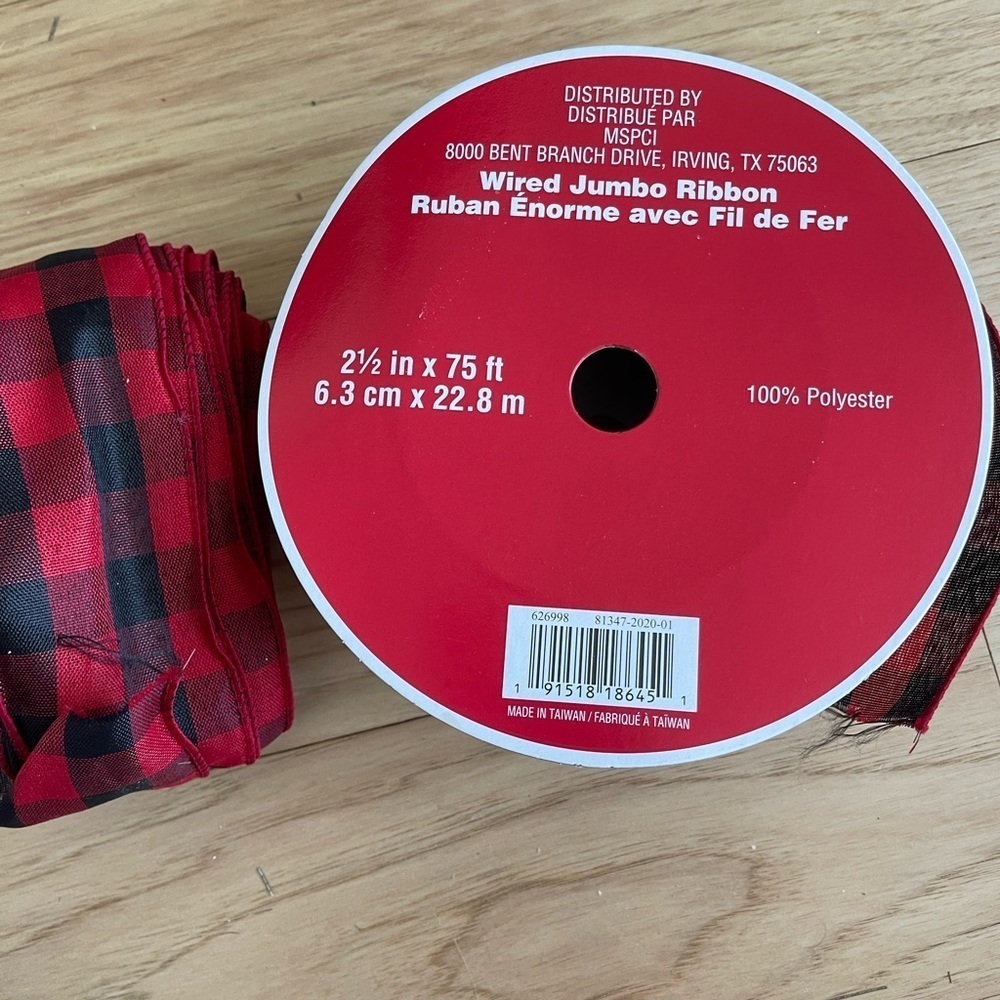 DISTRIBUTED BY
DISTRIBUÉ PAR
MSPCI
8000 BENT BRANCH DRIVE, IRVING, TX 75063
Wired Jumbo Ribbon
Ruban Énorme avec Fil de Fer
2½ in x 75 ft
6.3 cm x 22.8 m
100% Polyester
626998 81347-2020-01
1 91518 18645 1
MADE IN TAIWAN / FABRIQUÉ À TAÏWAN